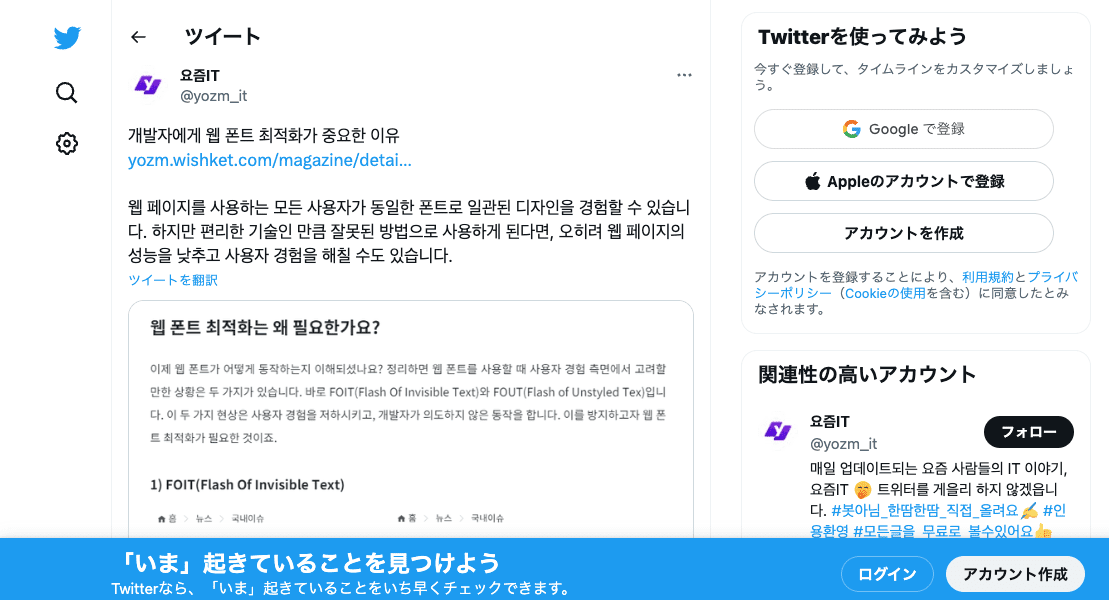 ツイート
요즘IT
@yozm_it
개발자에게 웹 폰트 최적화가 중요한 이유
yozm.wishket.com/magazine/detai...
웹 페이지를 사용하는 모든 사용자가 동일한 폰트로 일관된 디자인을 경험할 수 있습니
다. 하지만 편리한 기술인 만큼 잘못된 방법으로 사용하게 된다면, 오히려 웹 페이지의
성능을 낮추고 사용자 경험을 해칠 수도 있습니다.
ツイートを翻訳
웹 폰트 최적화는 왜 필요한가요?
이제 웹 폰트가 어떻게 동작하는지 이해되셨나요? 정리하면 웹 폰트를 사용할 때 사용자 경험 측면에서 고려할
만한 상황은 두 가지가 있습니다. 바로 FOIT(Flash Of Invisible Text)와 FOUT(Flash of Unstyled Tex)입니
다. 이 두 가지 현상은 사용자 경험을 저하시키고, 개발자가 의도하지 않은 동작을 합니다. 이를 방지하고자 웹 폰
트 최적화가 필요한 것이죠.
1) FOIT(Flash Of Invisible Text)
홈 > 뉴스 > 국내이슈
홈 > 뉴스 > 국내이슈
Twitterを使ってみよう
今すぐ登録して、タイムラインをカスタマイズしましょ
う。
Google で登録
Appleのアカウントで登録
アカウントを作成
アカウントを登録することにより、利用規約とプライバ
シーポリシー（Cookieの使用を含む）に同意したとみ
なされます。
関連性の高いアカウント
요즘IT
@yozm_it
フォロー
매일 업데이트되는 요즘 사람들의 IT 이야기,
요즘IT 🤭 트위터를 게을리 하지 않겠읍니
다. #봇아님_한땀한땀_직접_올려요✍️ #인
용환영 #모든글을_무료로_볼수있어요👍
「いま」起きていることを見つけよう
Twitterなら、「いま」起きていることをいち早くチェックできます。
ログイン
アカウント作成